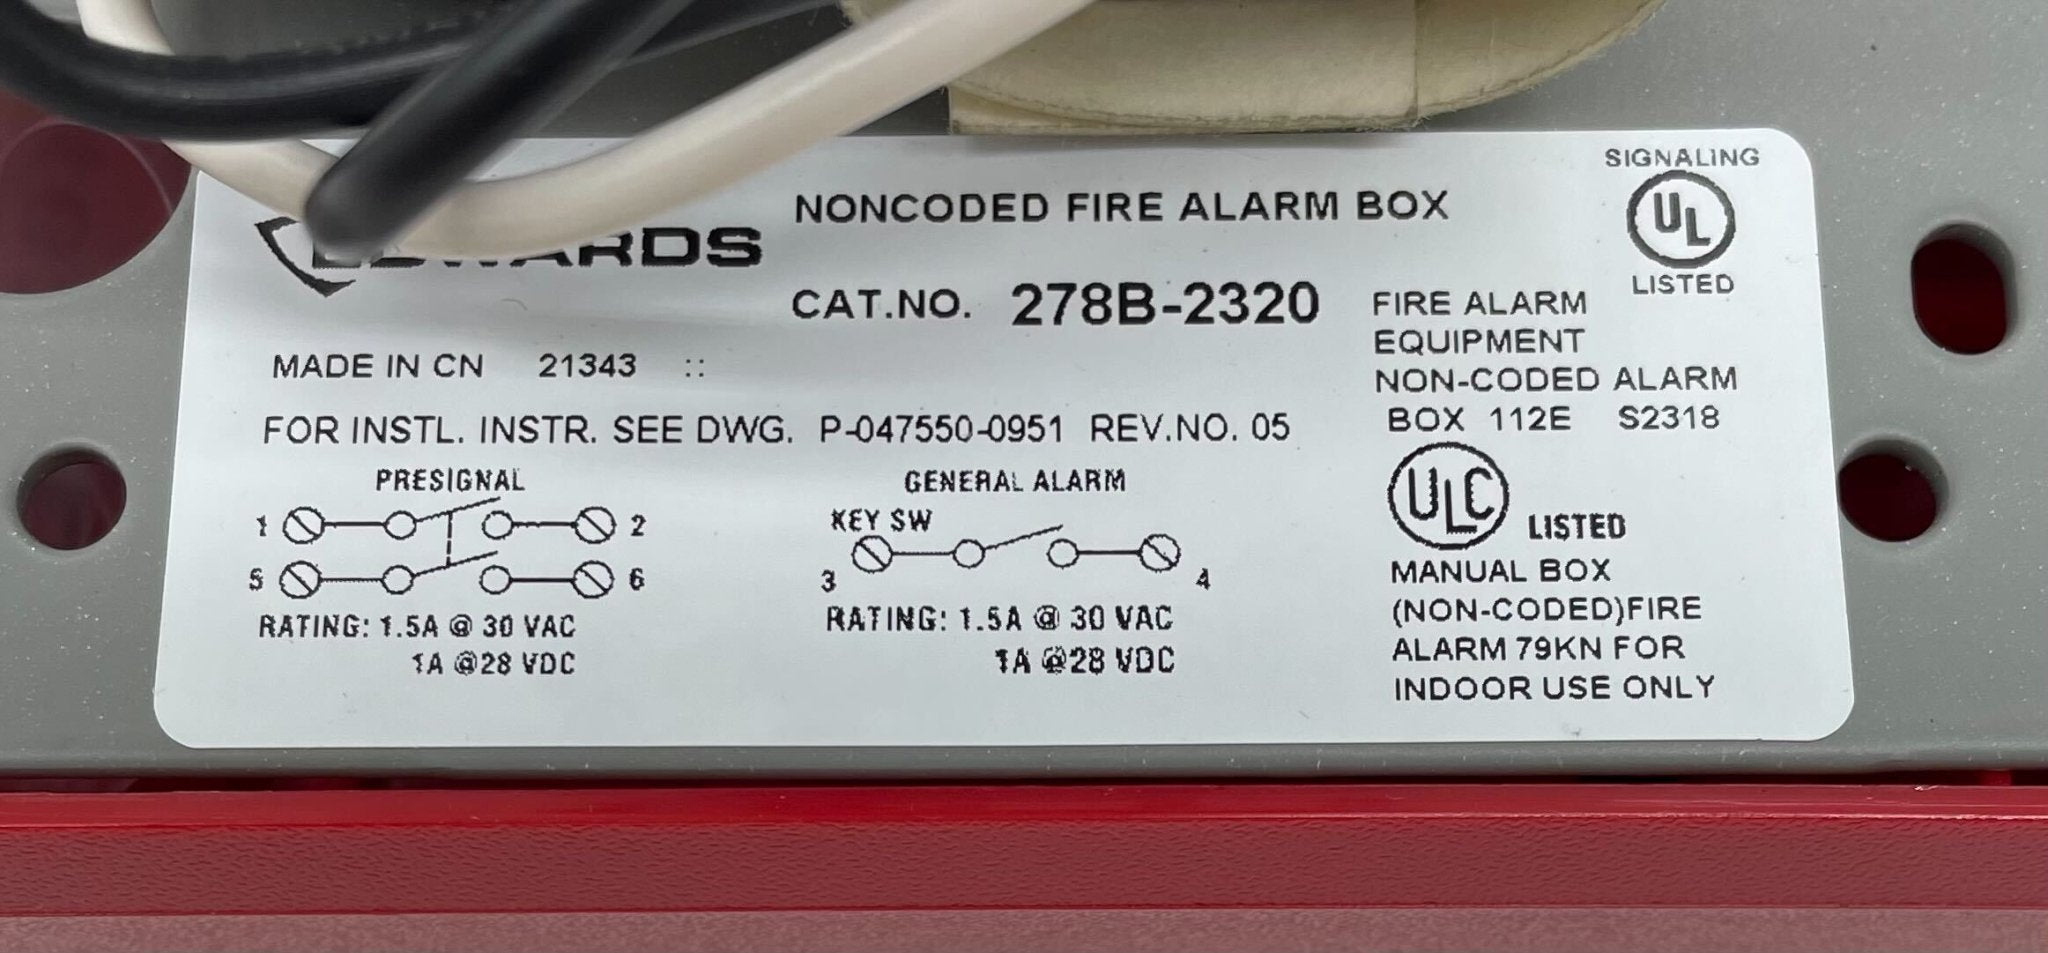 SIGNALING
UL
LISTED
EDWARDS
NONCODED FIRE ALARM BOX
CAT.NO. 278B-2320
MADE IN CN 21343 ::
FOR INSTL. INSTR. SEE DWG. P-047550-0951 REV.NO. 05
PRESIGNAL
1 2
5 6
RATING: 1.5A @ 30 VAC
1A @28 VDC
GENERAL ALARM
KEY SW
3 4
RATING: 1.5A @ 30 VAC
1A @28 VDC
FIRE ALARM
EQUIPMENT
NON-CODED ALARM
BOX 112E S2318
ULC LISTED
MANUAL BOX
(NON-CODED)FIRE
ALARM 79KN FOR
INDOOR USE ONLY